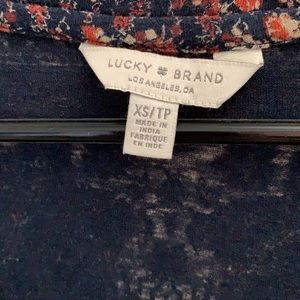 LUCKY BRAND
LOS ANGELES, CA
XS/TP
MADE IN
INDIA
FABRIQUE
EN INDE